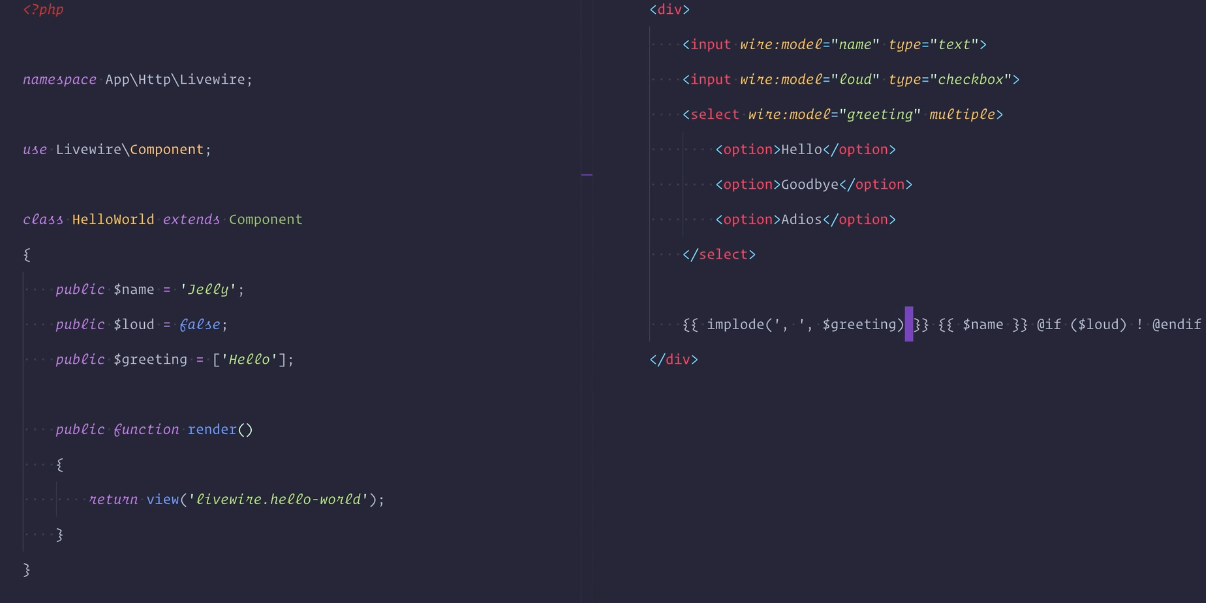 <?php
namespace App\Http\Livewire;
use Livewire\Component;
class HelloWorld extends Component
{
    public $name = 'Jelly';
    public $loud = false;
    public $greeting = ['Hello'];
    public function render()
    {
        return view('livewire.hello-world');
    }
}
<div>
    <input wire:model="name" type="text">
    <input wire:model="loud" type="checkbox">
    <select wire:model="greeting" multiple>
        <option>Hello</option>
        <option>Goodbye</option>
        <option>Adios</option>
    </select>
    {{ implode(', ', $greeting) }} {{ $name }} @if ($loud) ! @endif
</div>